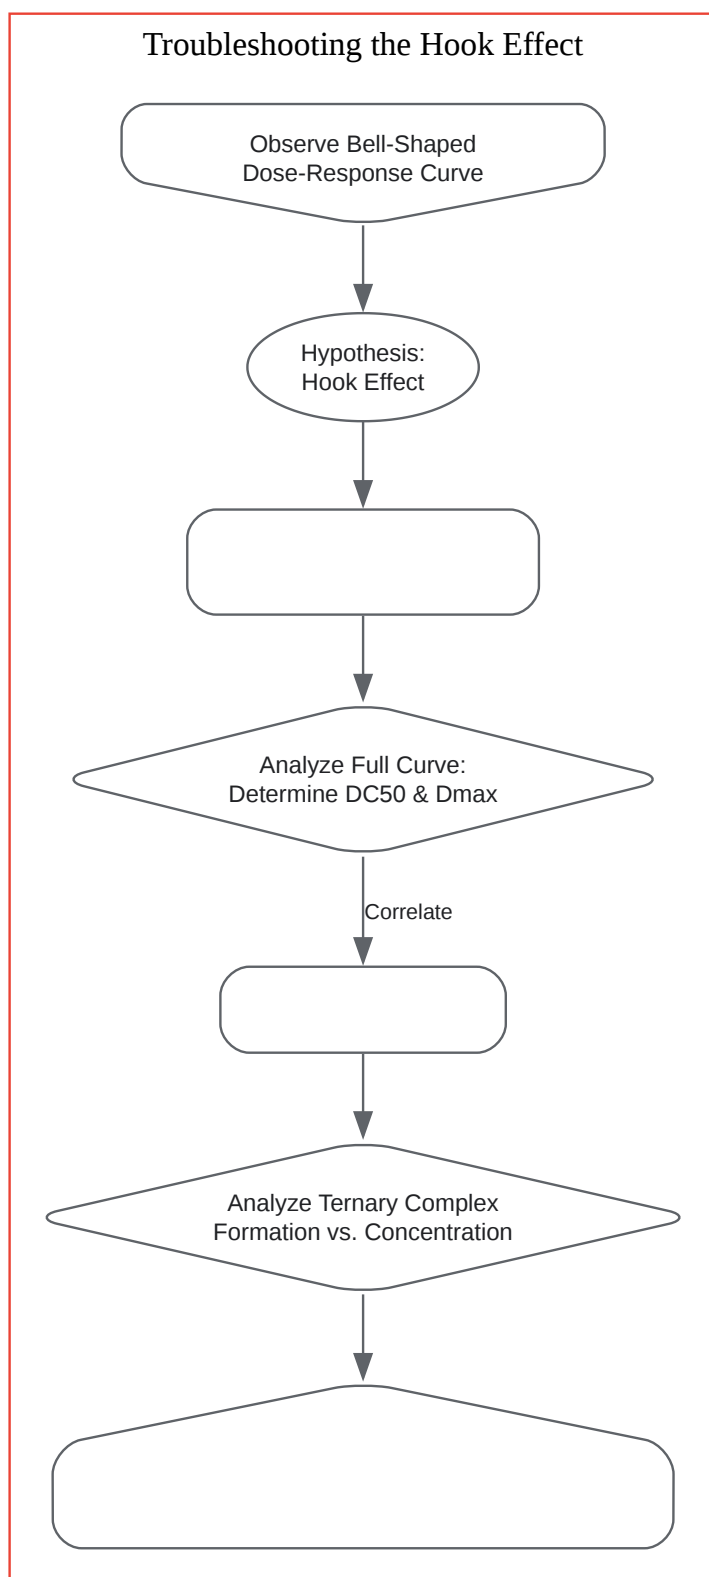 Troubleshooting the Hook Effect
Observe Bell-Shaped
Dose-Response Curve
Hypothesis:
Hook Effect
Analyze Full Curve:
Determine DC50 & Dmax
Correlate
Analyze Ternary Complex
Formation vs. Concentration